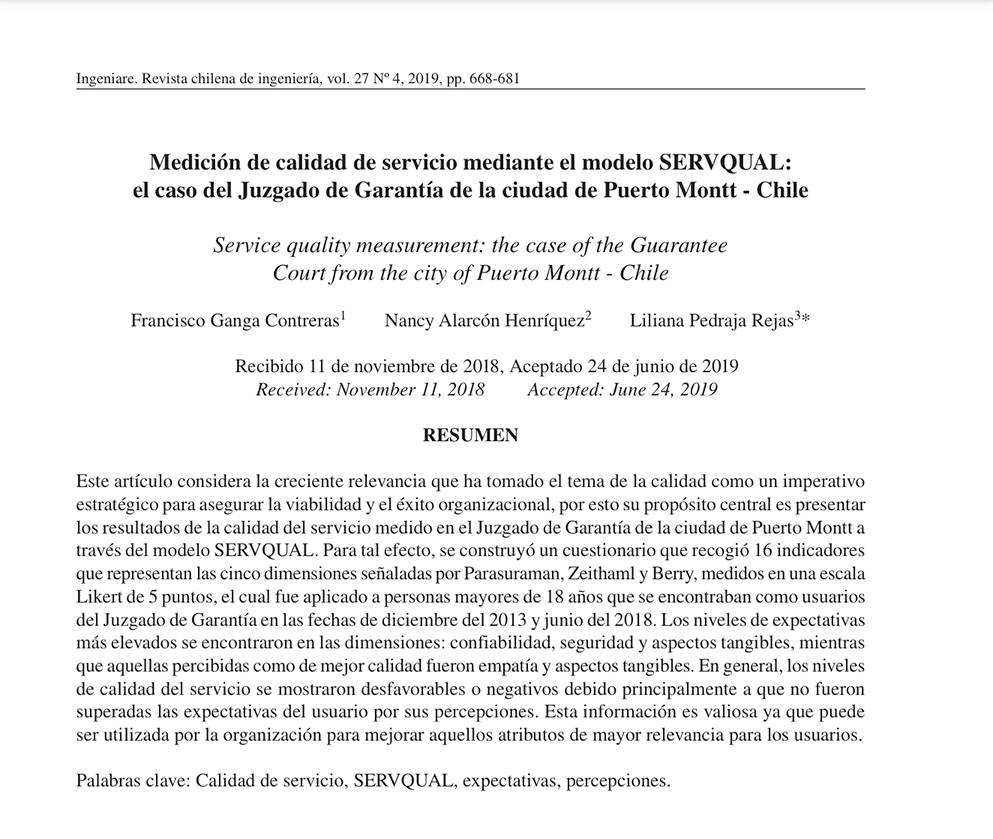 Ingeniare. Revista chilena de ingeniería, vol. 27 Nº 4, 2019, pp. 668-681
Medición de calidad de servicio mediante el modelo SERVQUAL:
el caso del Juzgado de Garantía de la ciudad de Puerto Montt - Chile
Service quality measurement: the case of the Guarantee
Court from the city of Puerto Montt - Chile
Francisco Ganga Contreras1 Nancy Alarcón Henríquez2 Liliana Pedraja Rejas3*
Recibido 11 de noviembre de 2018, Aceptado 24 de junio de 2019
Received: November 11, 2018 Accepted: June 24, 2019
RESUMEN
Este artículo considera la creciente relevancia que ha tomado el tema de la calidad como un imperativo
estratégico para asegurar la viabilidad y el éxito organizacional, por esto su propósito central es presentar
los resultados de la calidad del servicio medido en el Juzgado de Garantía de la ciudad de Puerto Montt a
través del modelo SERVQUAL. Para tal efecto, se construyó un cuestionario que recogió 16 indicadores
que representan las cinco dimensiones señaladas por Parasuraman, Zeithaml y Berry, medidos en una escala
Likert de 5 puntos, el cual fue aplicado a personas mayores de 18 años que se encontraban como usuarios
del Juzgado de Garantía en las fechas de diciembre del 2013 y junio del 2018. Los niveles de expectativas
más elevados se encontraron en las dimensiones: confiabilidad, seguridad y aspectos tangibles, mientras
que aquellas percibidas como de mejor calidad fueron empatía y aspectos tangibles. En general, los niveles
de calidad del servicio se mostraron desfavorables o negativos debido principalmente a que no fueron
superadas las expectativas del usuario por sus percepciones. Esta información es valiosa ya que puede
ser utilizada por la organización para mejorar aquellos atributos de mayor relevancia para los usuarios.
Palabras clave: Calidad de servicio, SERVQUAL, expectativas, percepciones.